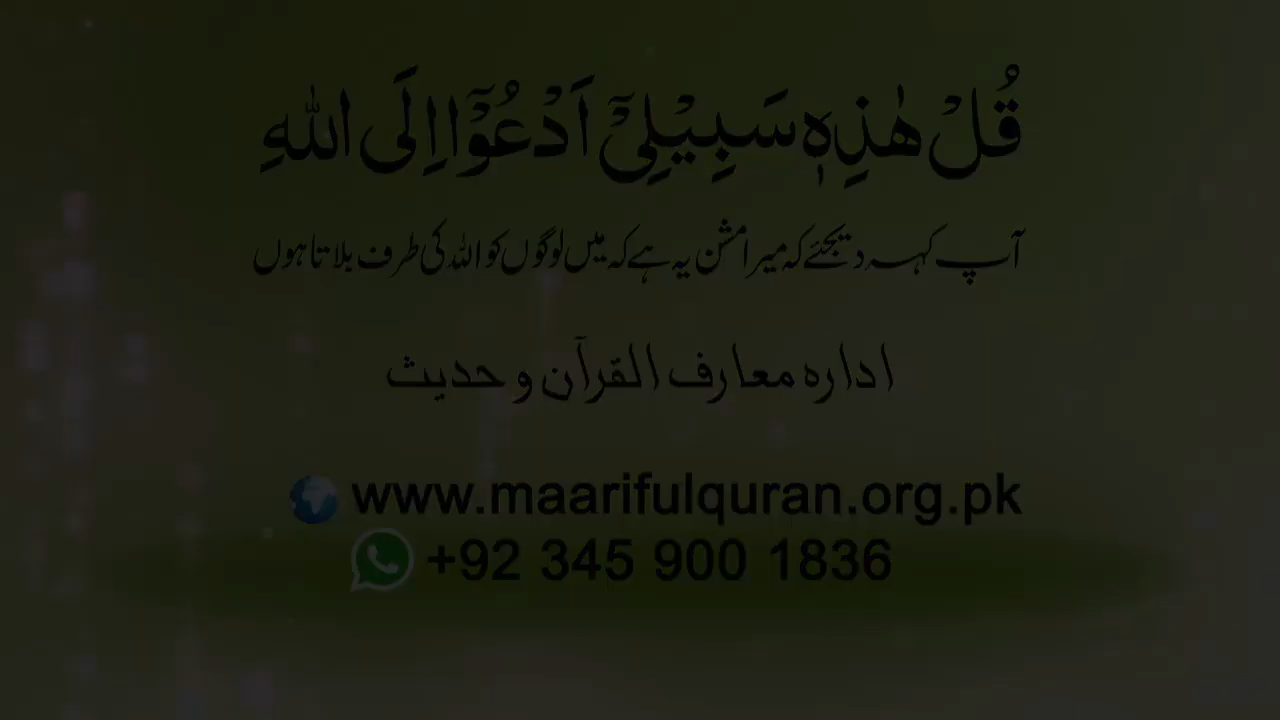 قُلْ هٰذِهٖ سَبِیْلِیْۤ اَدْعُوْۤا اِلَی اللهِ
آپ کہہ دیجئے کہ میرا مشن یہ ہے کہ میں لوگوں کو اللہ کی طرف بلاتا ہوں
ادارہ معارف القرآن و حدیث
www.maarifulquran.org.pk
+92 345 900 1836